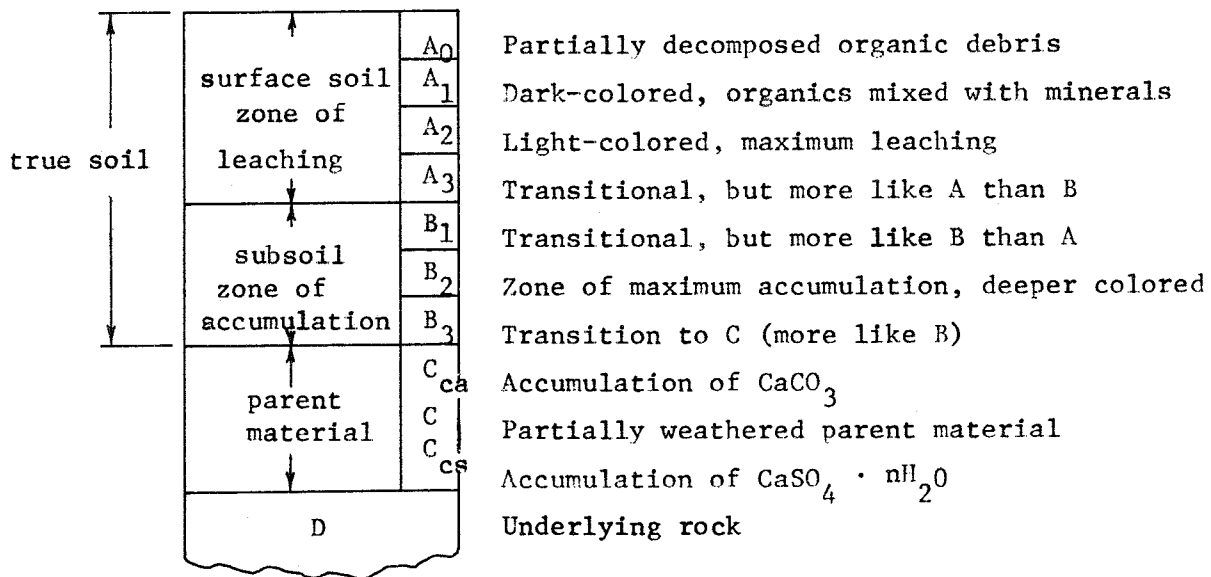 true soil
surface soil
zone of
leaching
subsoil
zone of
accumulation
parent
material
D
A₀ Partially decomposed organic debris
A₁ Dark-colored, organics mixed with minerals
A₂ Light-colored, maximum leaching
A₃ Transitional, but more like A than B
B₁ Transitional, but more like B than A
B₂ Zone of maximum accumulation, deeper colored
B₃ Transition to C (more like B)
C_ca Accumulation of CaCO₃
C Partially weathered parent material
C_cs Accumulation of CaSO₄ · nH₂O
Underlying rock